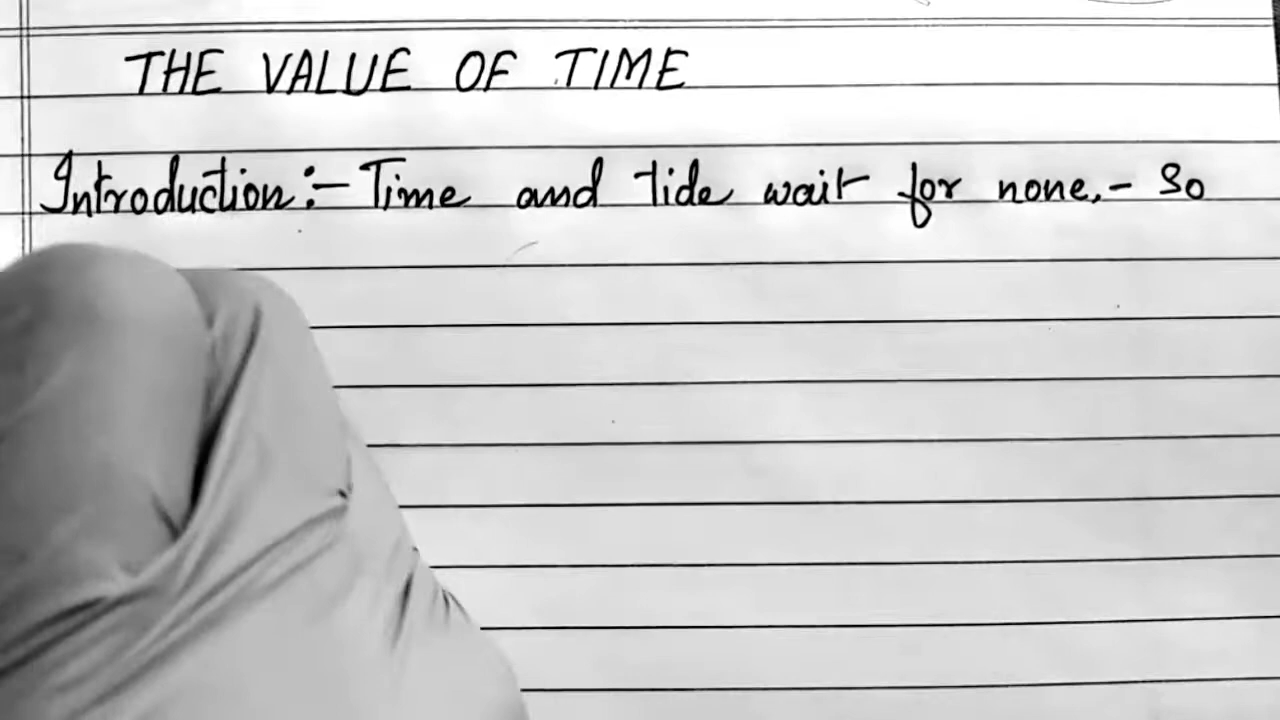 THE VALUE OF TIME
Introduction:- Time and tide wait for none.- So